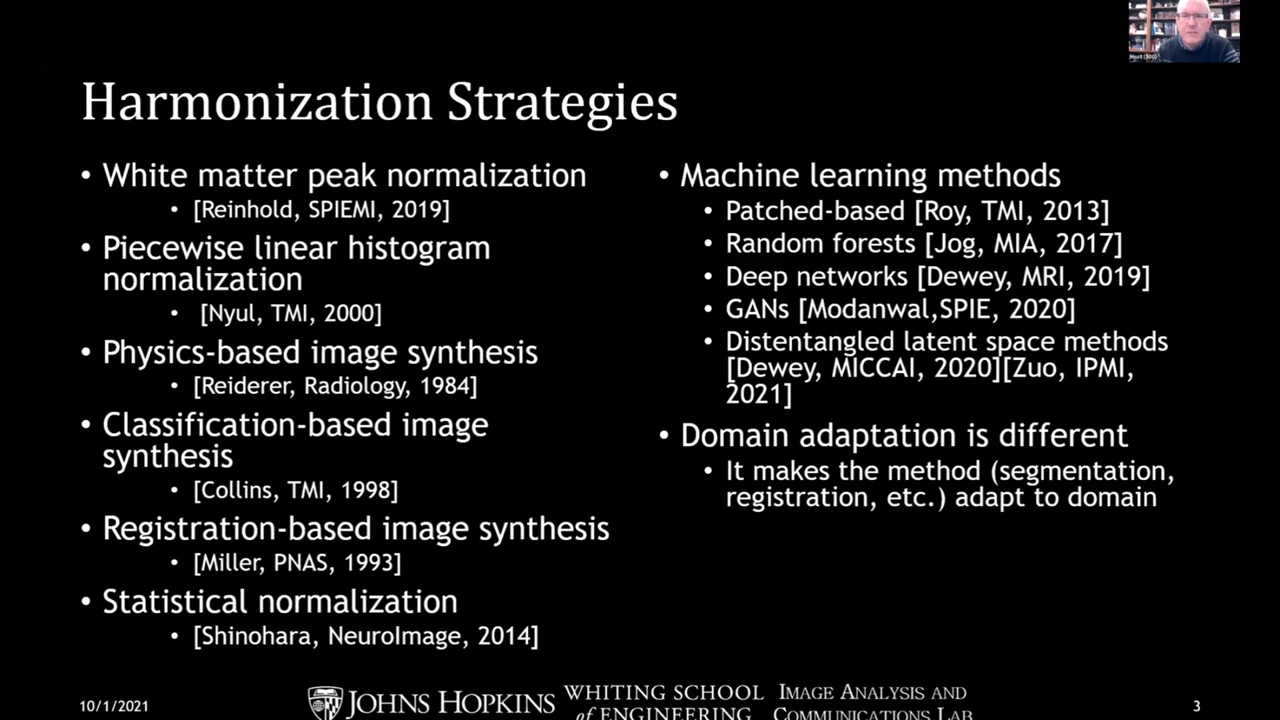 Host (500)
Harmonization Strategies
• White matter peak normalization
• [Reinhold, SPIEMI, 2019]
• Piecewise linear histogram
normalization
• [Nyul, TMI, 2000]
• Physics-based image synthesis
• [Reiderer, Radiology, 1984]
• Classification-based image
synthesis
• [Collins, TMI, 1998]
• Registration-based image synthesis
• [Miller, PNAS, 1993]
• Statistical normalization
• [Shinohara, NeuroImage, 2014]
• Machine learning methods
• Patched-based [Roy, TMI, 2013]
• Random forests [Jog, MIA, 2017]
• Deep networks [Dewey, MRI, 2019]
• GANs [Modanwal,SPIE, 2020]
• Distentangled latent space methods
[Dewey, MICCAI, 2020][Zuo, IPMI,
2021]
• Domain adaptation is different
• It makes the method (segmentation,
registration, etc.) adapt to domain
10/1/2021
JOHNS HOPKINS
WHITING SCHOOL
of ENGINEERING
IMAGE ANALYSIS AND
COMMUNICATIONS LAB
3